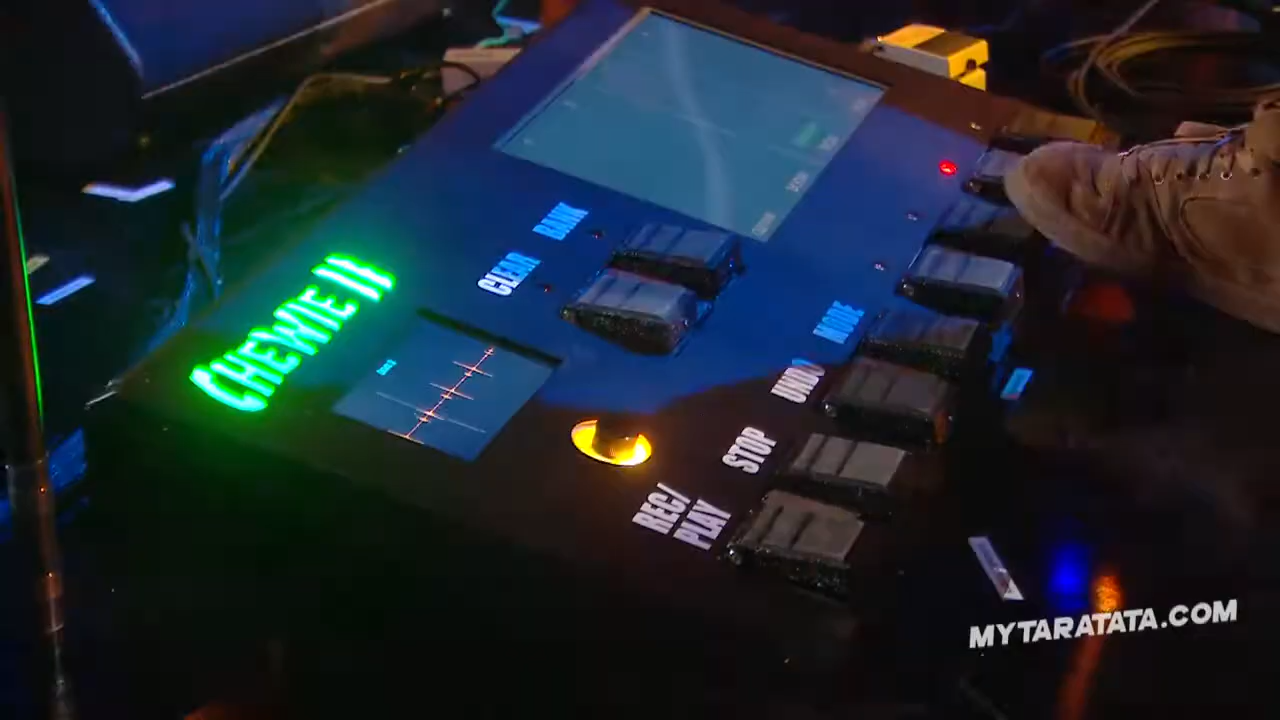 BANK
CLEAR
CHEWIE II
MODE
UNDO
STOP
REC/
PLAY
MYTARATATA.COM